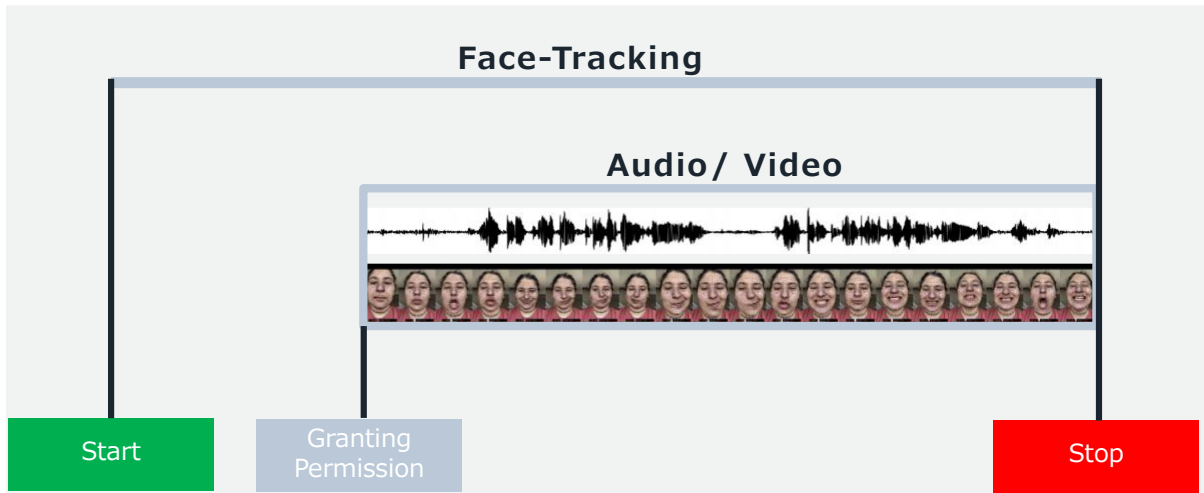 Face-Tracking
Audio/ Video
Start
Granting
Permission
Stop